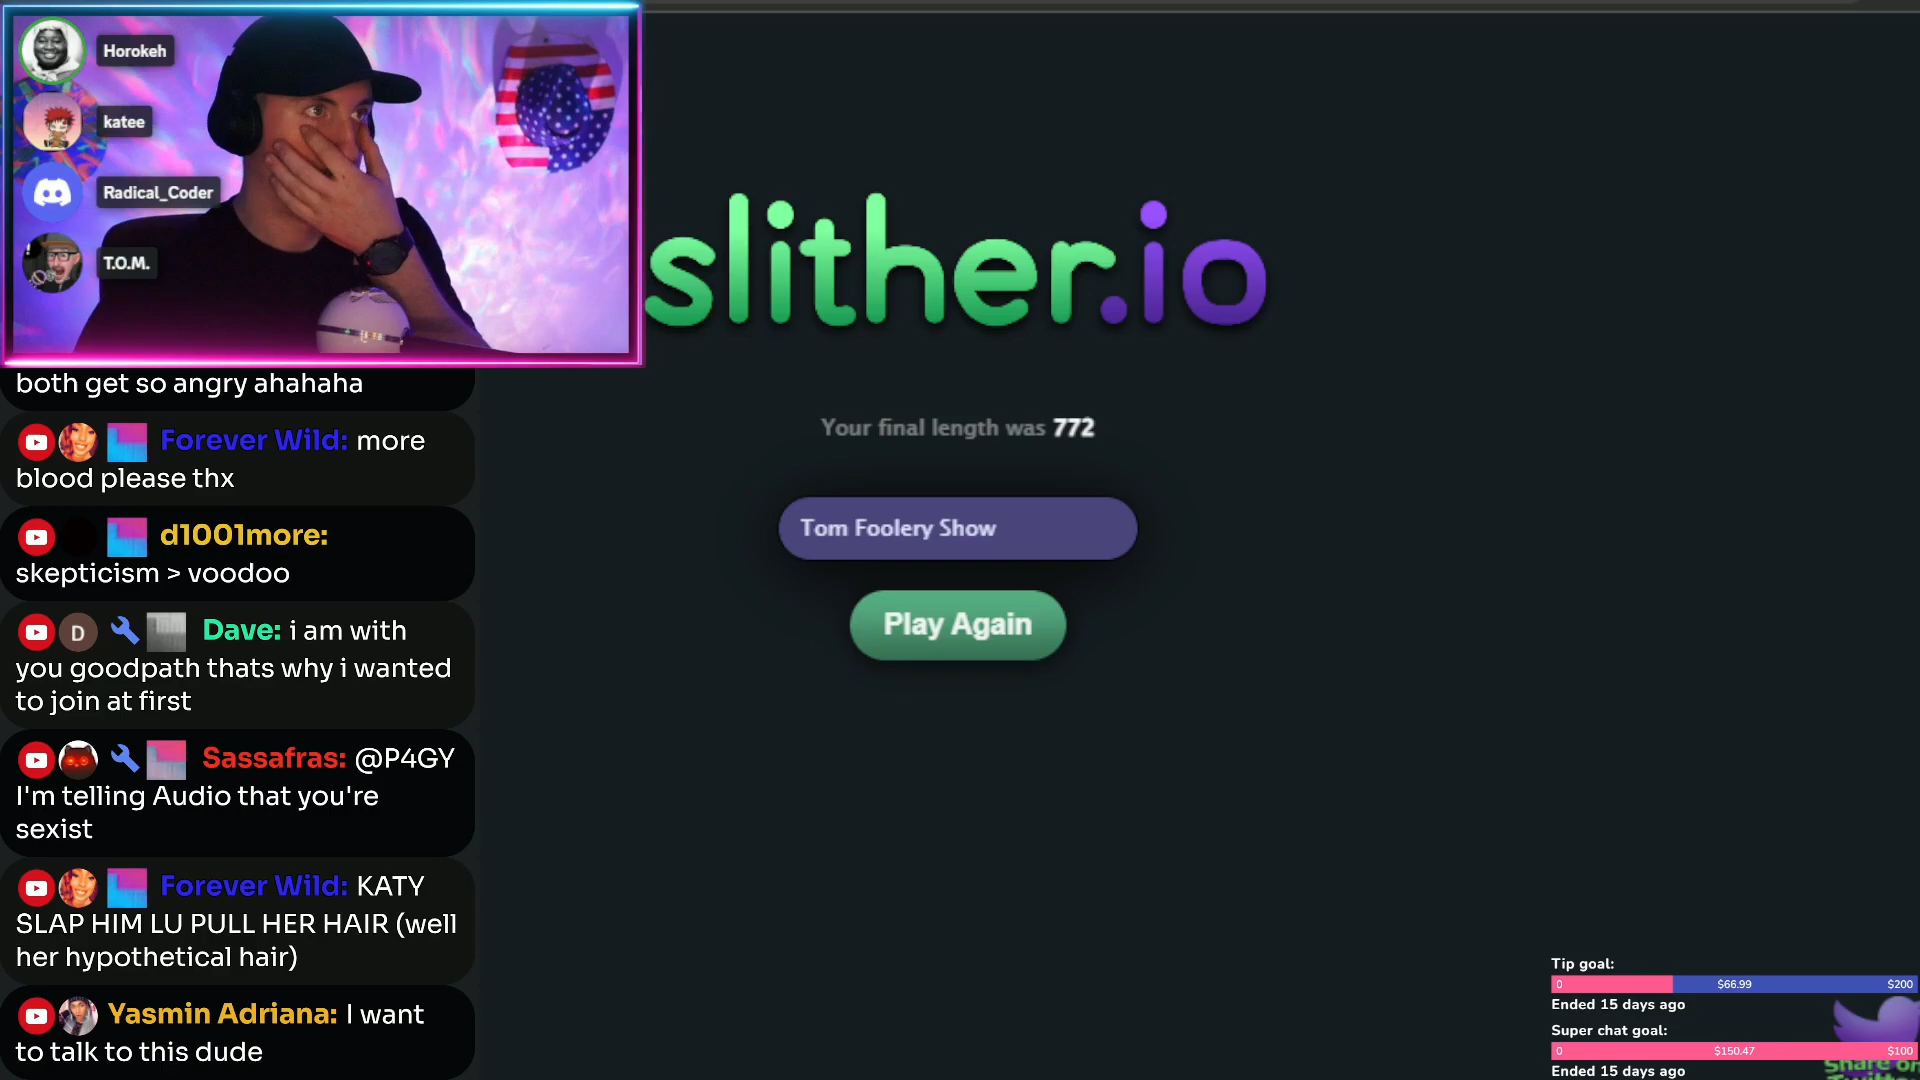 Horokeh
katee
Radical_Coder
T.O.M.
both get so angry ahahaha
Forever Wild: more
blood please thx
d1001more:
skepticism > voodoo
D Dave: i am with
you goodpath thats why i wanted
to join at first
Sassafras: @P4GY
I'm telling Audio that you're
sexist
Forever Wild: KATY
SLAP HIM LU PULL HER HAIR (well
her hypothetical hair)
Yasmin Adriana: I want
to talk to this dude
slither.io
Your final length was 772
Tom Foolery Show
Play Again
Tip goal:
0 $66.99 $200
Ended 15 days ago
Super chat goal:
0 $150.47 $100
Ended 15 days ago
Share on